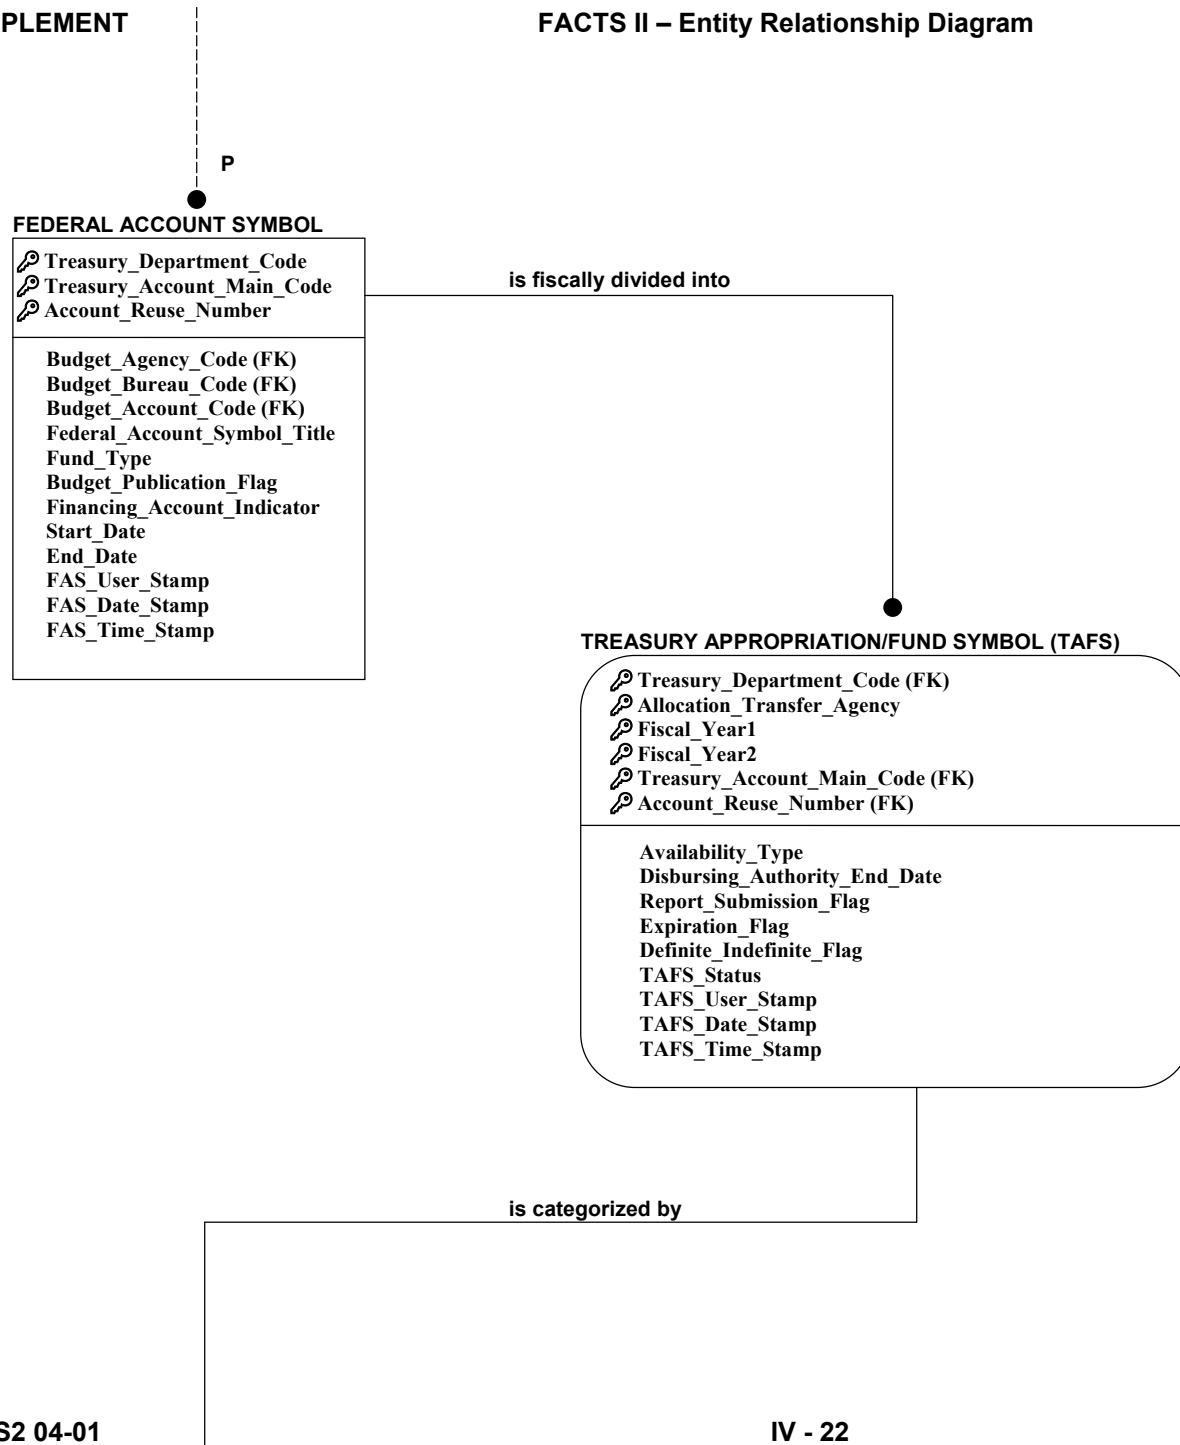 PLEMENT
FACTS II – Entity Relationship Diagram
P
FEDERAL ACCOUNT SYMBOL
Treasury_Department_Code
Treasury_Account_Main_Code
Account_Reuse_Number
Budget_Agency_Code (FK)
Budget_Bureau_Code (FK)
Budget_Account_Code (FK)
Federal_Account_Symbol_Title
Fund_Type
Budget_Publication_Flag
Financing_Account_Indicator
Start_Date
End_Date
FAS_User_Stamp
FAS_Date_Stamp
FAS_Time_Stamp
is fiscally divided into
TREASURY APPROPRIATION/FUND SYMBOL (TAFS)
Treasury_Department_Code (FK)
Allocation_Transfer_Agency
Fiscal_Year1
Fiscal_Year2
Treasury_Account_Main_Code (FK)
Account_Reuse_Number (FK)
Availability_Type
Disbursing_Authority_End_Date
Report_Submission_Flag
Expiration_Flag
Definite_Indefinite_Flag
TAFS_Status
TAFS_User_Stamp
TAFS_Date_Stamp
TAFS_Time_Stamp
is categorized by
S2 04-01
IV - 22